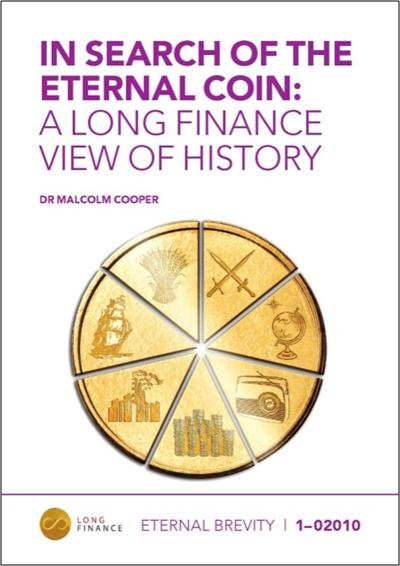 IN SEARCH OF THE
ETERNAL COIN:
A LONG FINANCE
VIEW OF HISTORY
DR MALCOLM COOPER
LONG
FINANCE
ETERNAL BREVITY | 1–02010